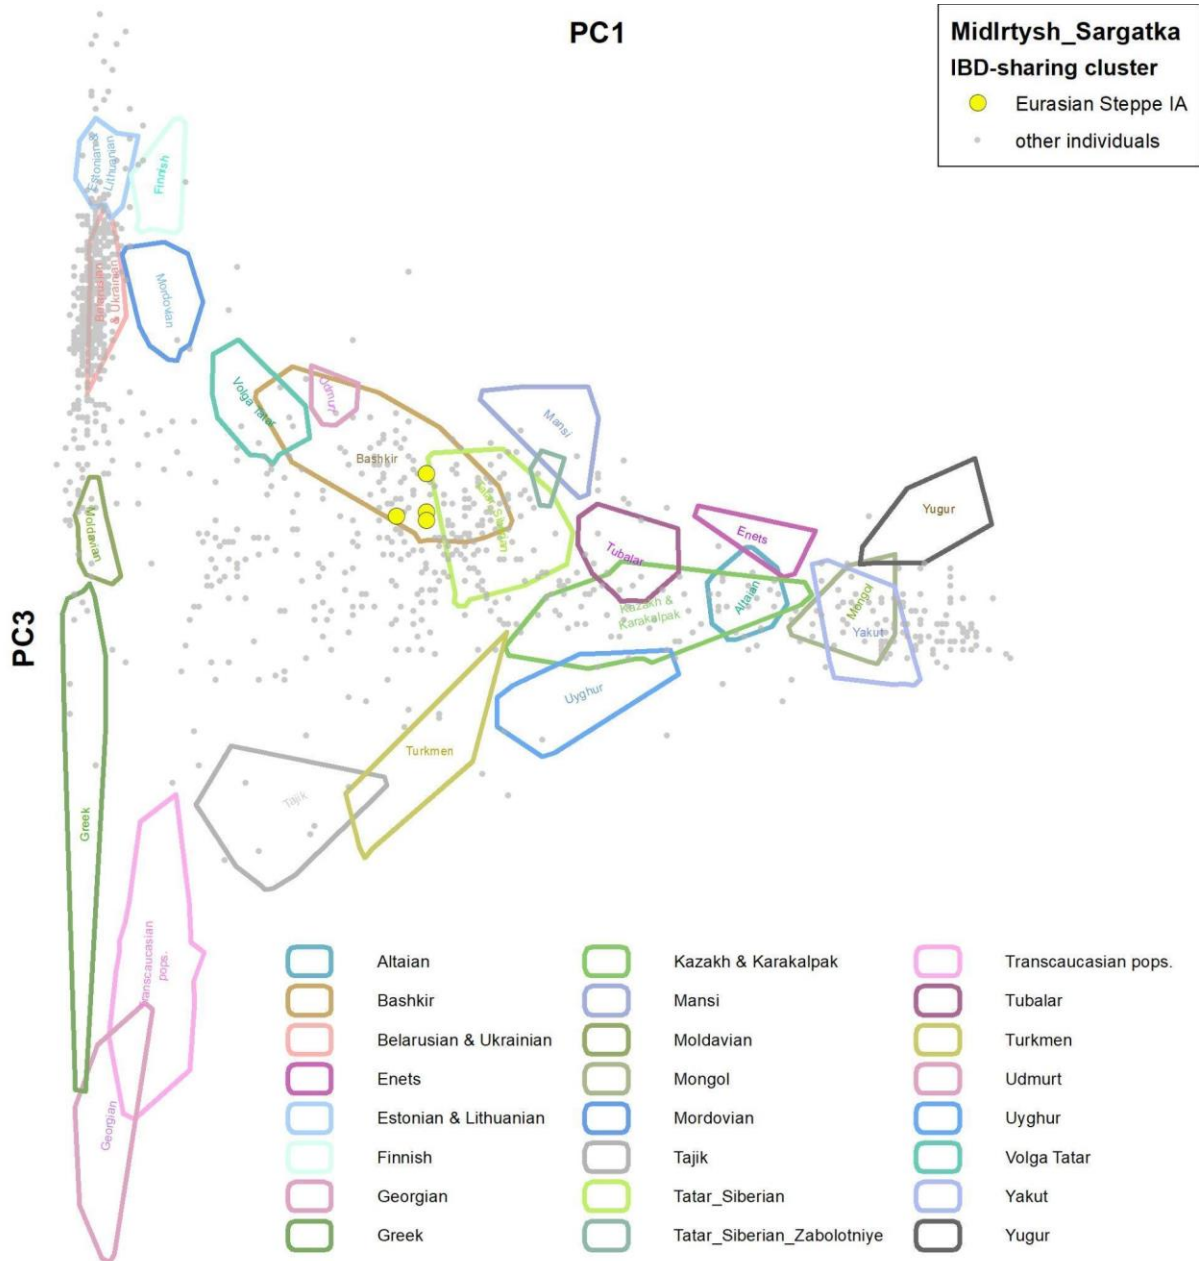 PC1
MidIrtysh_Sargatka
IBD-sharing cluster
Eurasian Steppe IA
other individuals
Estonian &
Lithuanian
Finnish
Belarusian
& Ukrainian
Mordovian
Volga Tatar
Udmurt
Bashkir
Mansi
Tatar_Siberian
Moldavian
Tubalar
Enets
Yugur
Altaian
Kazakh &
Karakalpak
Mongol
Yakut
PC3
Uyghur
Turkmen
Tajik
Greek
Transcaucasian
pops.
Georgian
Altaian
Bashkir
Belarusian & Ukrainian
Enets
Estonian & Lithuanian
Finnish
Georgian
Greek
Kazakh & Karakalpak
Mansi
Moldavian
Mongol
Mordovian
Tajik
Tatar_Siberian
Tatar_Siberian_Zabolotniye
Transcaucasian pops.
Tubalar
Turkmen
Udmurt
Uyghur
Volga Tatar
Yakut
Yugur